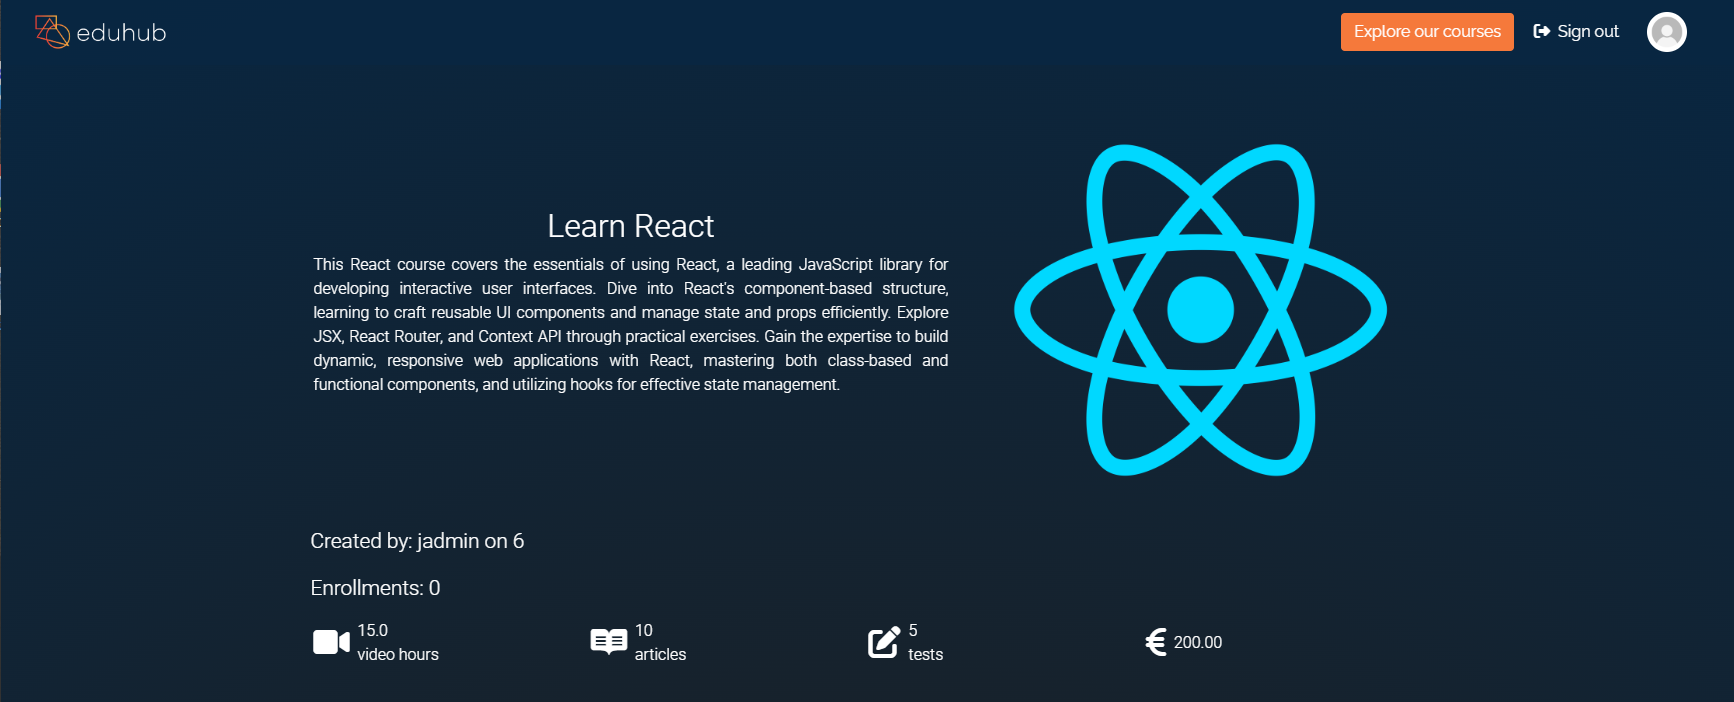 eduhub
Explore our courses
Sign out
Learn React
This React course covers the essentials of using React, a leading JavaScript library for
developing interactive user interfaces. Dive into React's component-based structure,
learning to craft reusable UI components and manage state and props efficiently. Explore
JSX, React Router, and Context API through practical exercises. Gain the expertise to build
dynamic, responsive web applications with React, mastering both class-based and
functional components, and utilizing hooks for effective state management.
Created by: jadmin on 6
Enrollments: 0
15.0
video hours
10
articles
5
tests
€ 200.00